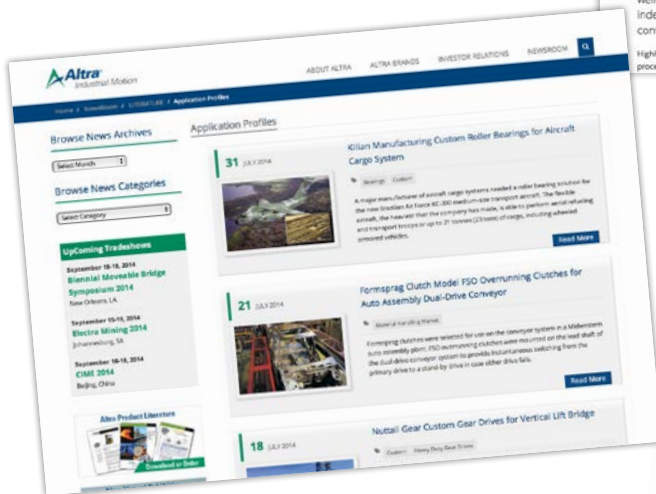 Altra
Industrial Motion
ABOUT ALTRA
ALTRA BRANDS
INVESTOR RELATIONS
NEWSROOM
Home / NewsRoom / LITERATURE / Application Profiles
Browse News Archives
Select Month
Browse News Categories
Select Category
UpComing Tradeshows
September 15-18, 2014
Biennial Moveable Bridge
Symposium 2014
New Orleans, LA
September 15-19, 2014
Electra Mining 2014
Johannesburg, SA
September 16-18, 2014
CIME 2014
Beijing, China
Altra Product Literature
Download or Order
Application Profiles
31 JULY 2014
Kilian Manufacturing Custom Roller Bearings for Aircraft
Cargo System
Bearings Custom
A major manufacturer of aircraft cargo systems needed a roller bearing solution for
the new Brazilian Air Force KC-390 medium-size transport aircraft. The flexible
aircraft, the heaviest that the company has made, is able to perform aerial refueling
and transport troops or up to 21 tonnes (23 tons) of cargo, including wheeled
armored vehicles.
Read More
21 JULY 2014
Formsprag Clutch Model FSO Overrunning Clutches for
Auto Assembly Dual-Drive Conveyor
Material Handling Market
Formsprag clutches were selected for use on the conveyor system in a Midwestern
auto assembly plant. FSO overrunning clutches were mounted on the lead shaft of
the dual drive conveyor system to provide instantaneous switching from the
primary drive to a stand-by drive in case either drive fails.
Read More
18 JULY 2014
Nuttall Gear Custom Gear Drives for Vertical Lift Bridge
Custom Heavy Duty Gear Drives